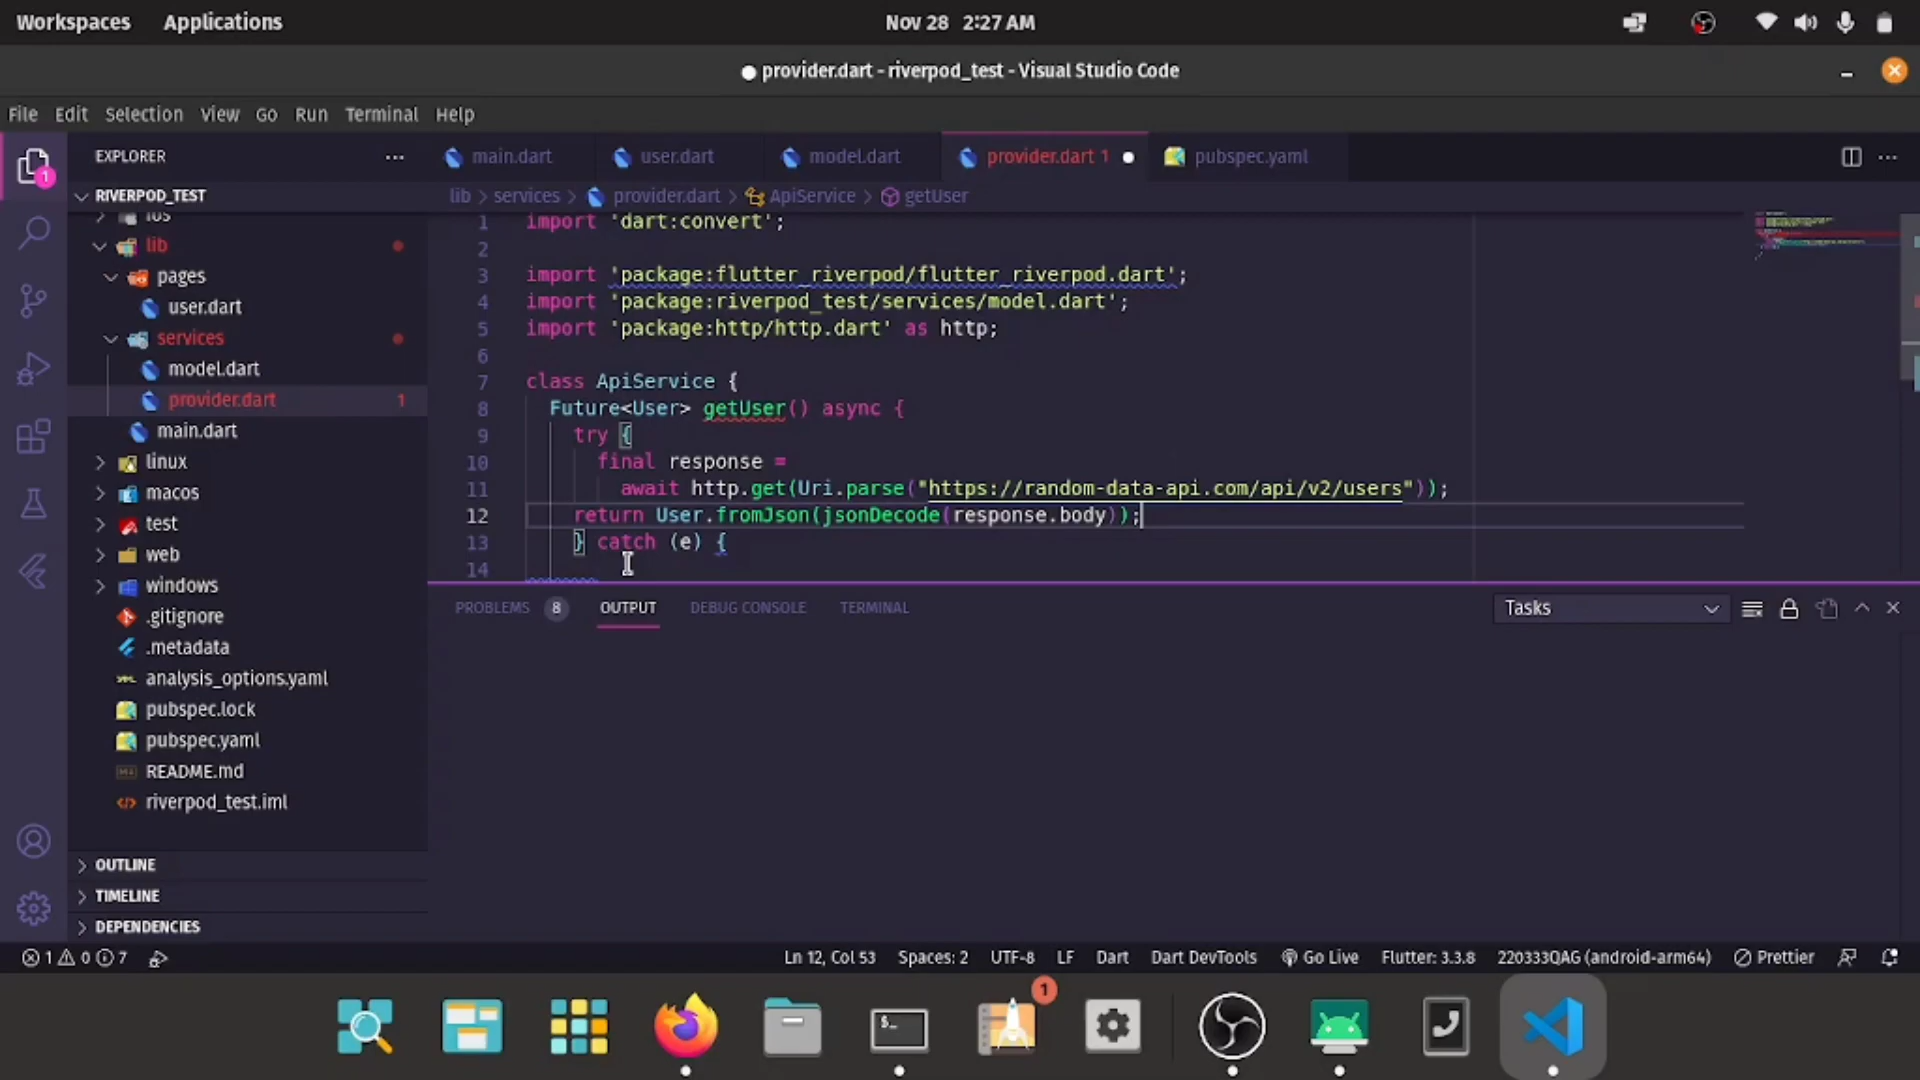 Workspaces Applications Nov 28 2:27 AM
provider.dart - riverpod_test - Visual Studio Code
File Edit Selection View Go Run Terminal Help
EXPLORER
main.dart user.dart model.dart provider.dart 1 pubspec.yaml
RIVERPOD_TEST
lib > services > provider.dart > ApiService > getUser
ios
lib
pages
user.dart
services
model.dart
provider.dart 1
main.dart
linux
macos
test
web
windows
.gitignore
.metadata
analysis_options.yaml
pubspec.lock
pubspec.yaml
README.md
riverpod_test.iml
OUTLINE
TIMELINE
DEPENDENCIES
1
1 import 'dart:convert';
2
3 import 'package:flutter_riverpod/flutter_riverpod.dart';
4 import 'package:riverpod_test/services/model.dart';
5 import 'package:http/http.dart' as http;
6
7 class ApiService {
8 Future<User> getUser() async {
9 try {
10 final response =
11 await http.get(Uri.parse("https://random-data-api.com/api/v2/users"));
12 return User.fromJson(jsonDecode(response.body));
13 } catch (e) {
14
PROBLEMS 8 OUTPUT DEBUG CONSOLE TERMINAL Tasks
1 0 7 Ln 12, Col 53 Spaces: 2 UTF-8 LF Dart Dart DevTools Go Live Flutter: 3.3.8 220333QAG (android-arm64) Prettier
$_
1